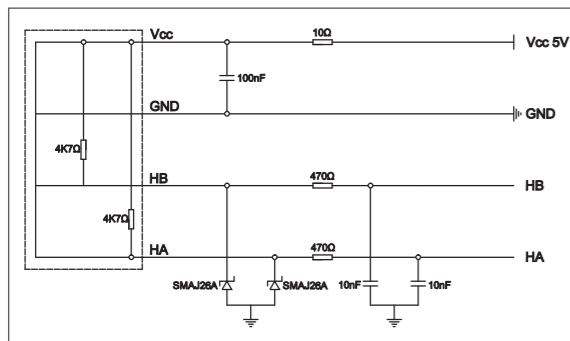 Vcc 10Ω Vcc 5V
100nF
GND GND
4K7Ω
HB 470Ω HB
4K7Ω
HA 470Ω HA
SMAJ26A SMAJ26A 10nF 10nF